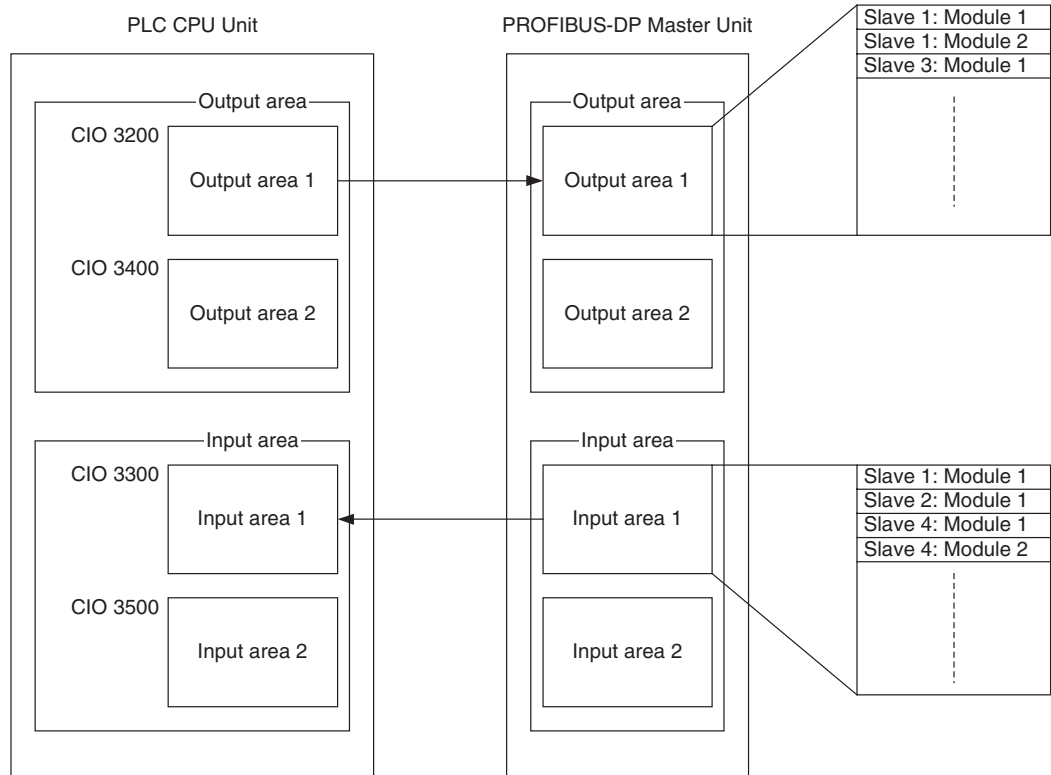 PLC CPU Unit
PROFIBUS-DP Master Unit
Output area
CIO 3200
Output area 1
CIO 3400
Output area 2
Input area
CIO 3300
Input area 1
CIO 3500
Input area 2
Output area
Output area 1
Output area 2
Input area
Input area 1
Input area 2
Slave 1: Module 1
Slave 1: Module 2
Slave 3: Module 1
Slave 1: Module 1
Slave 2: Module 1
Slave 4: Module 1
Slave 4: Module 2